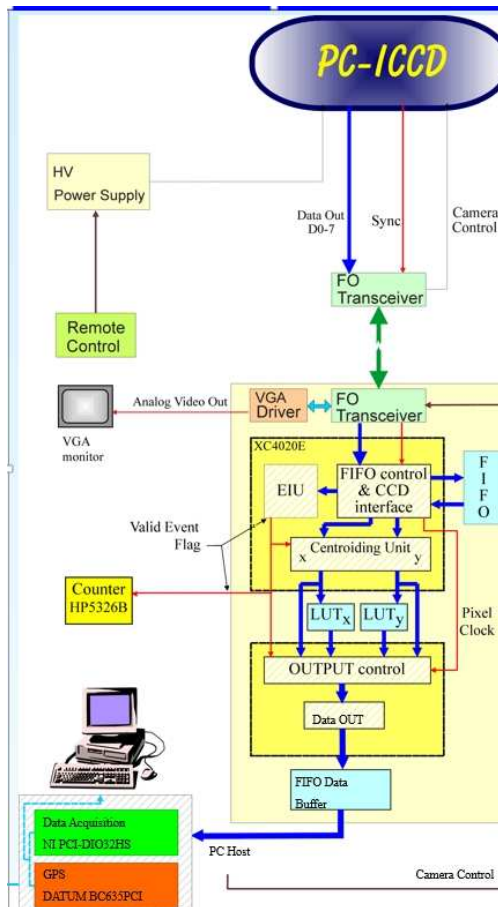 PC-ICCD
HV
Power Supply
Data Out
D0-7
Sync
Camera
Control
FO
Transceiver
Remote
Control
VGA
monitor
Analog Video Out
VGA
Driver
FO
Transceiver
XC4020E
EIU
FIFO control
& CCD
interface
F
I
F
O
Valid Event
Flag
x
Centroiding Unit
y
Counter
HP5326B
LUTx
LUTy
Pixel
Clock
OUTPUT control
Data OUT
FIFO Data
Buffer
Data Acquisition
NI PCI-DIO32HS
PC Host
GPS
DATUM BC635PCI
Camera Control